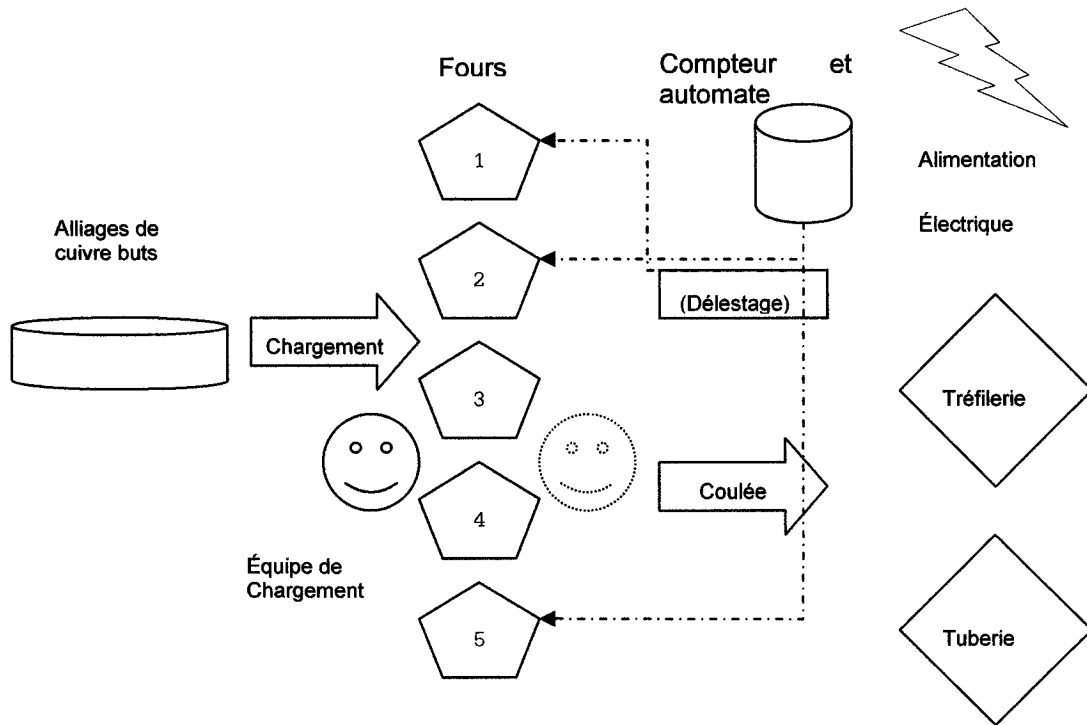 Fours
Compteur et
automate
1
Alimentation
Électrique
Alliages de
cuivre buts
2
(Délestage)
Chargement
3
Tréfilerie
4
Coulée
Équipe de
Chargement
5
Tuberie